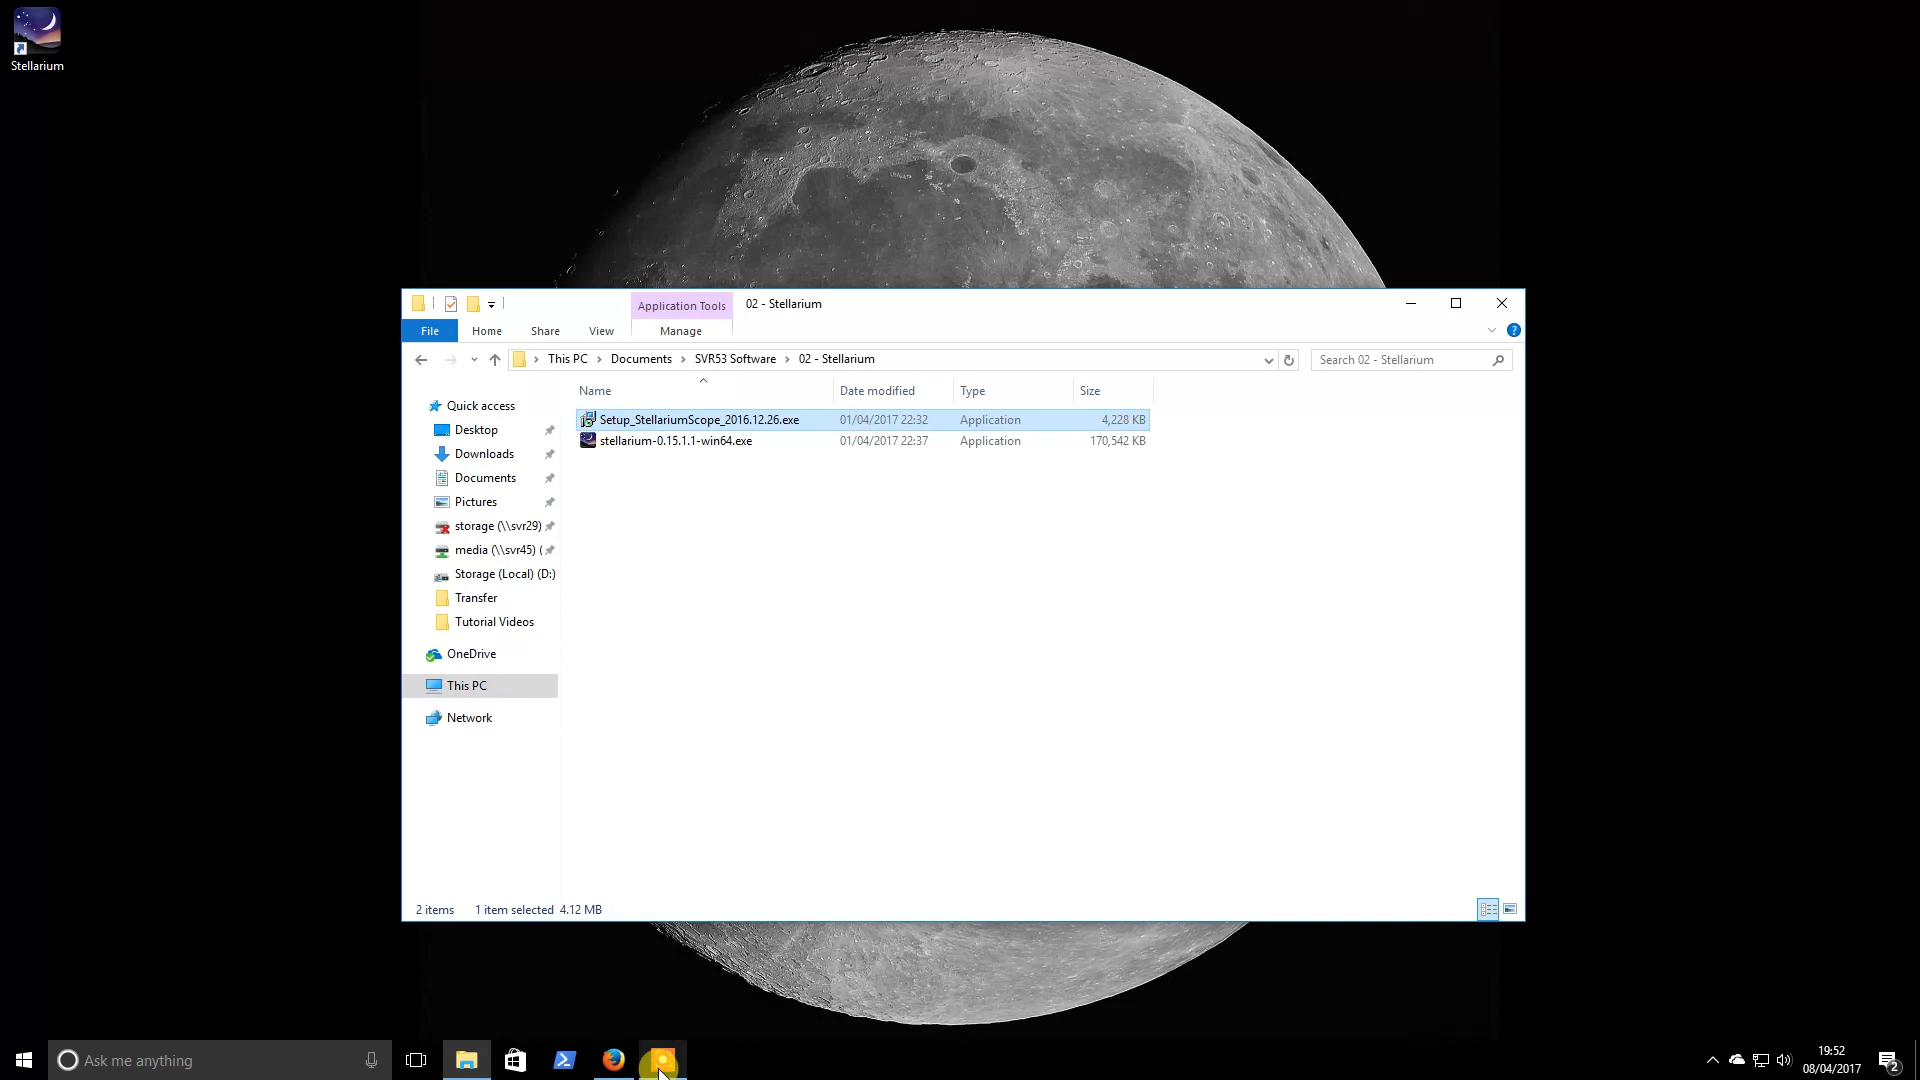 Stellarium
Application Tools
02 - Stellarium
File
Home
Share
View
Manage
This PC
Documents
SVR53 Software
02 - Stellarium
Search 02 - Stellarium
Name
Date modified
Type
Size
Setup_StellariumScope_2016.12.26.exe
01/04/2017 22:32
Application
4,228 KB
stellarium-0.15.1.1-win64.exe
01/04/2017 22:37
Application
170,542 KB
Quick access
Desktop
Downloads
Documents
Pictures
storage (\\svr29)
media (\\svr45) (
Storage (Local) (D:)
Transfer
Tutorial Videos
OneDrive
This PC
Network
2 items
1 item selected 4.12 MB
Ask me anything
19:52
08/04/2017
2